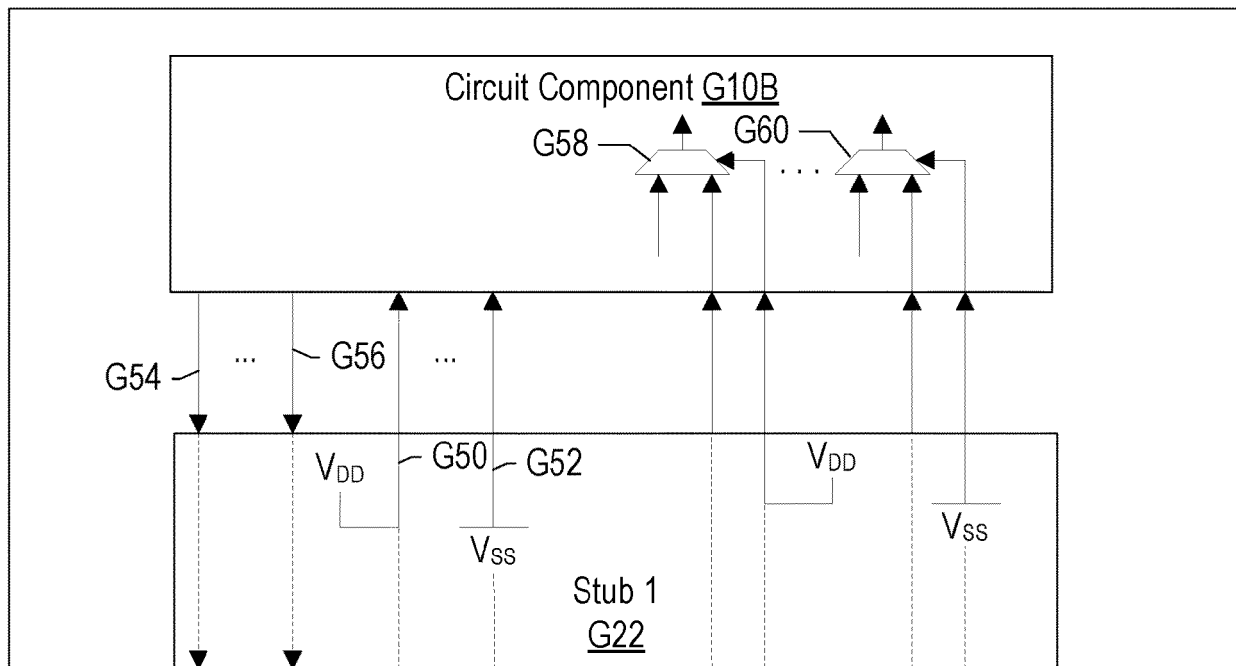 Circuit Component G10B
G58
G60
. . .
G54
...
G56
...
G50
G52
VDD
VDD
VSS
VSS
Stub 1
G22